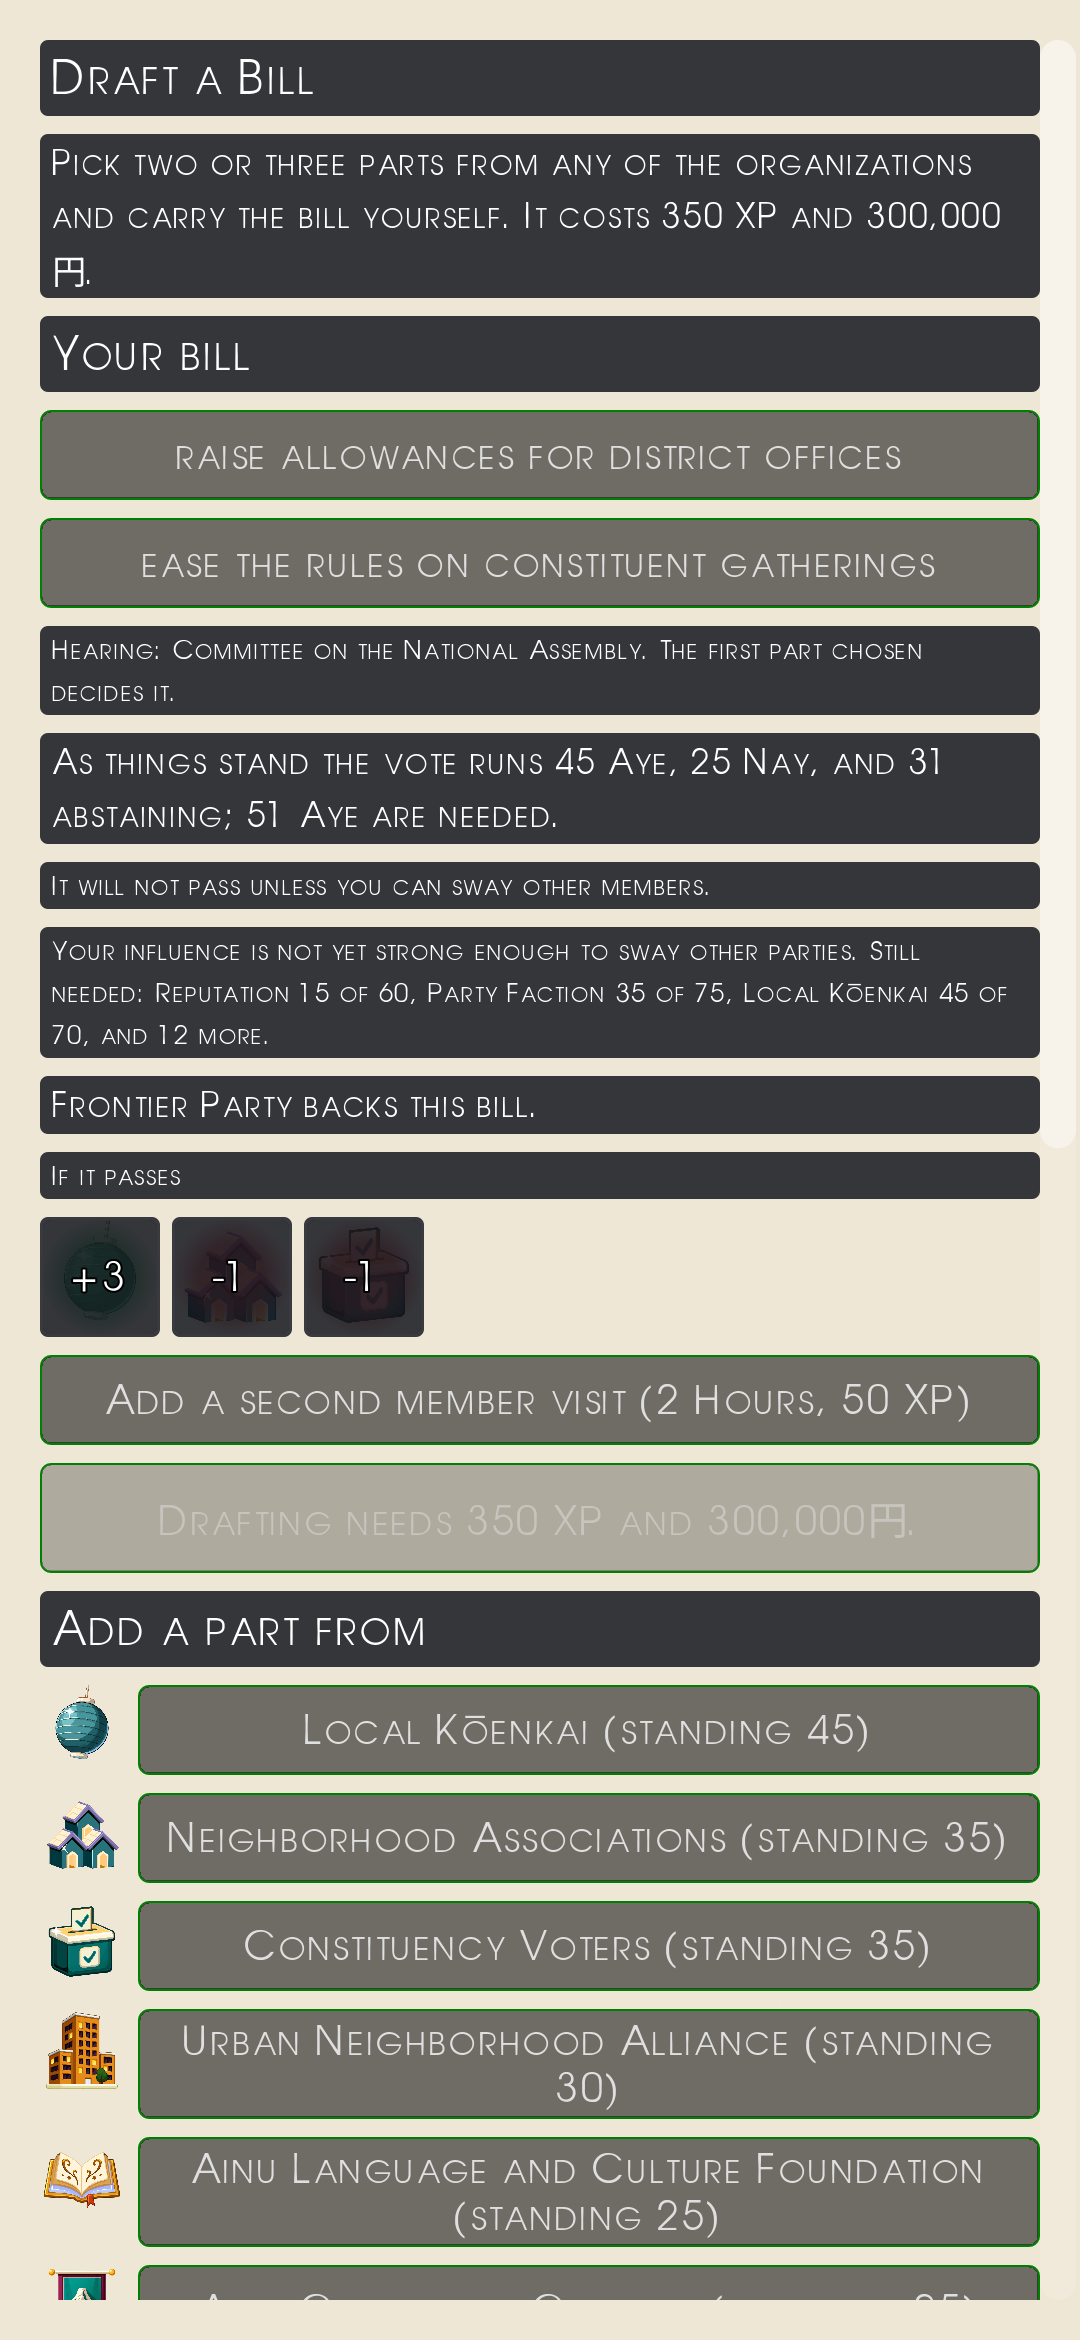 Draft a Bill
Pick two or three parts from any of the organizations
and carry the bill yourself. It costs 350 XP and 300,000
円.
Your bill
raise allowances for district offices
ease the rules on constituent gatherings
Hearing: Committee on the National Assembly. The first part chosen
decides it.
As things stand the vote runs 45 Aye, 25 Nay, and 31
abstaining; 51 Aye are needed.
It will not pass unless you can sway other members.
Your influence is not yet strong enough to sway other parties. Still
needed: Reputation 15 of 60, Party Faction 35 of 75, Local Kōenkai 45 of
70, and 12 more.
Frontier Party backs this bill.
If it passes
+3 -1 -1
Add a second member visit (2 Hours, 50 XP)
Drafting needs 350 XP and 300,000円.
Add a part from
Local Kōenkai (standing 45)
Neighborhood Associations (standing 35)
Constituency Voters (standing 35)
Urban Neighborhood Alliance (standing
30)
Ainu Language and Culture Foundation
(standing 25)